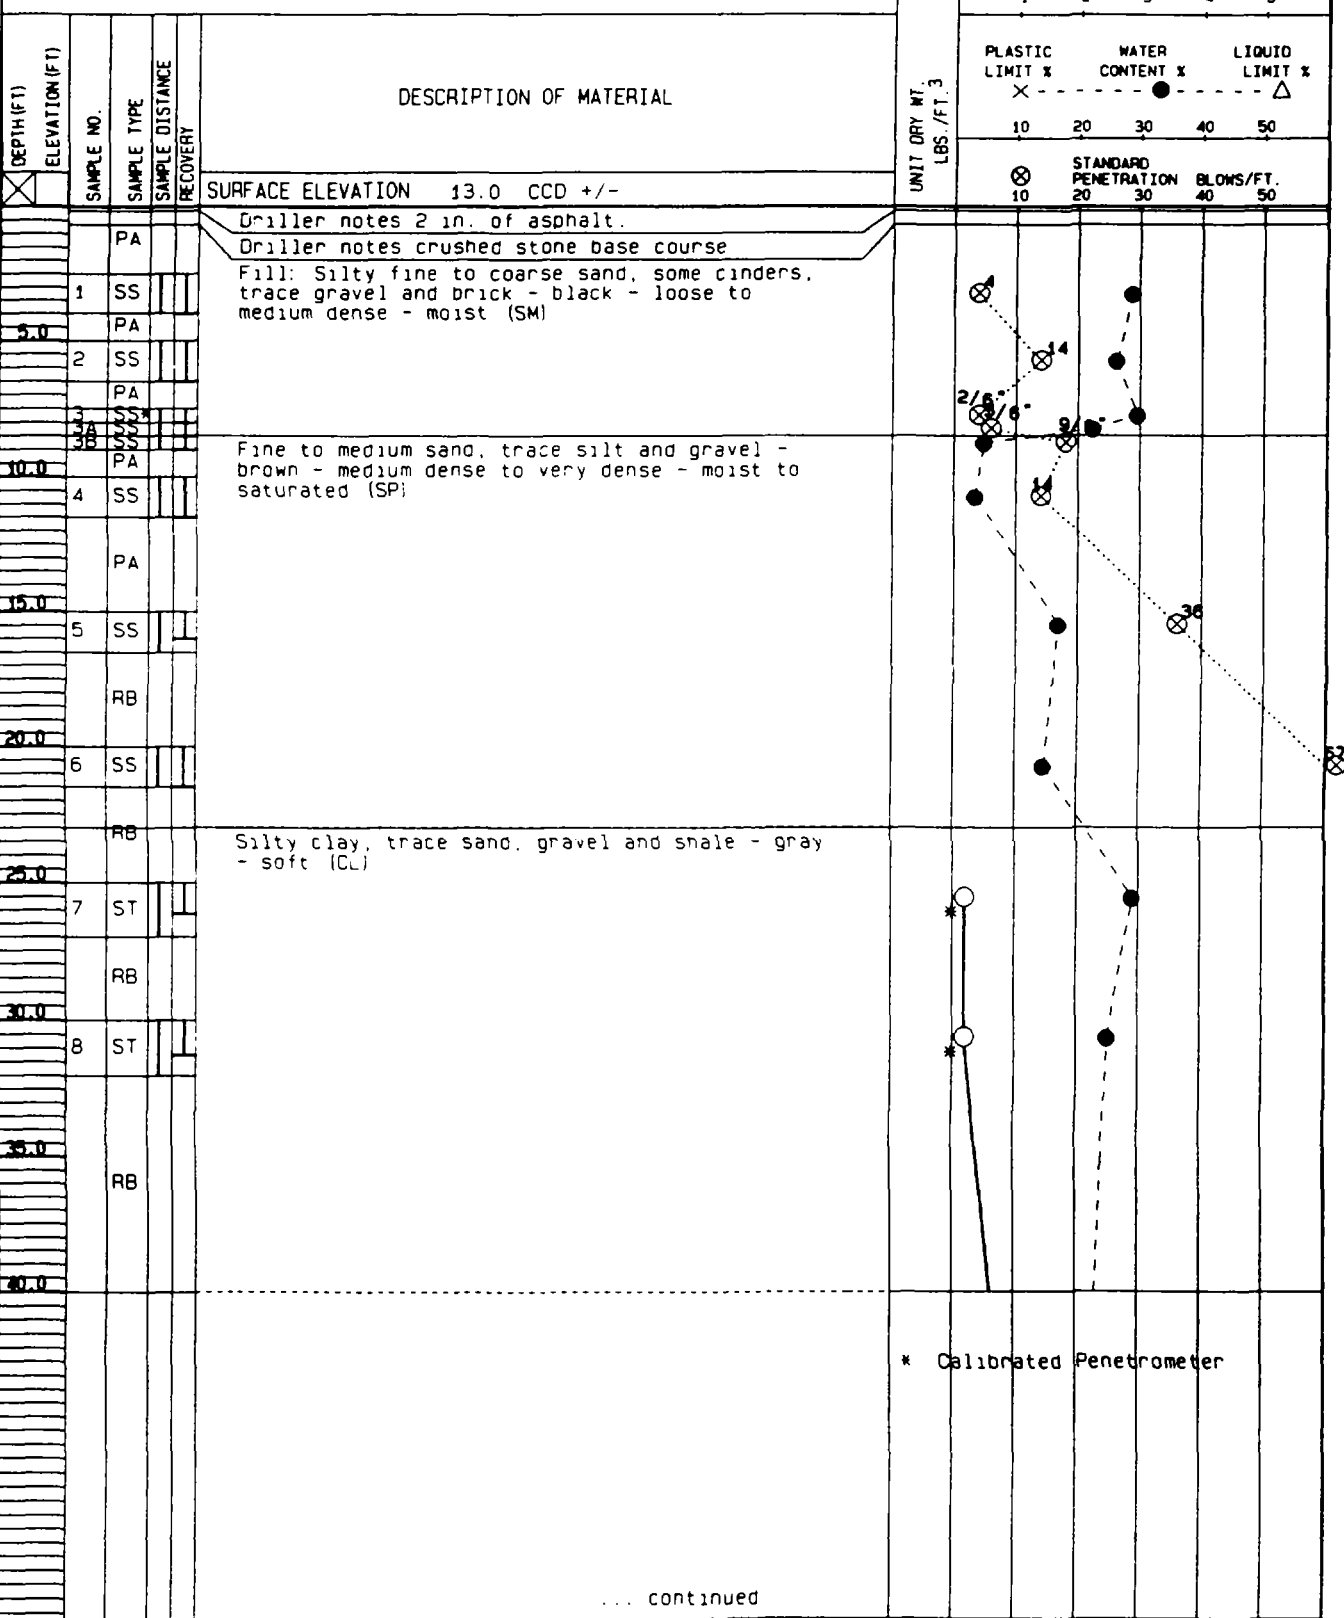 DEPTH (FT)
ELEVATION (FT)
SAMPLE NO.
SAMPLE TYPE
SAMPLE DISTANCE
RECOVERY
DESCRIPTION OF MATERIAL
UNIT DRY WT.
LBS./FT.3
PLASTIC WATER LIQUID
LIMIT % CONTENT % LIMIT %
10 20 30 40 50
STANDARD
PENETRATION BLOWS/FT.
10 20 30 40 50
SURFACE ELEVATION 13.0 CCD +/-
Driller notes 2 in. of asphalt.
PA
Driller notes crushed stone base course
Fill: Silty fine to coarse sand, some cinders,
1 SS trace gravel and brick - black - loose to 4
medium dense - moist (SM)
5.0 PA
2 SS 14
PA
3 SS* 2/6"
3A SS /6"
3B SS 9/6"
Fine to medium sand, trace silt and gravel -
10.0 PA brown - medium dense to very dense - moist to
4 SS saturated (SP) 14
PA
15.0
5 SS 36
RB
20.0
6 SS
RB
Silty clay, trace sand, gravel and shale - gray
- soft (CL)
25.0
7 ST *
RB
30.0
8 ST *
35.0
RB
40.0
* Calibrated Penetrometer
... continued